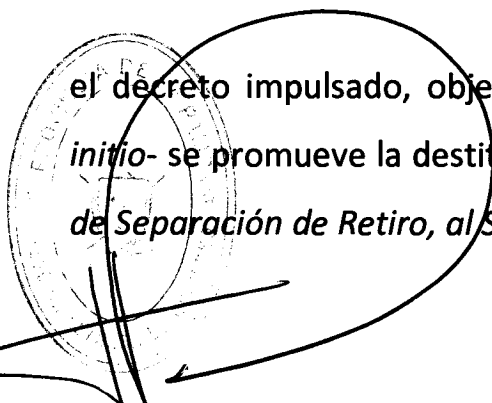 el decreto impulsado, obje
initio- se promueve la destit
de Separación de Retiro, al S